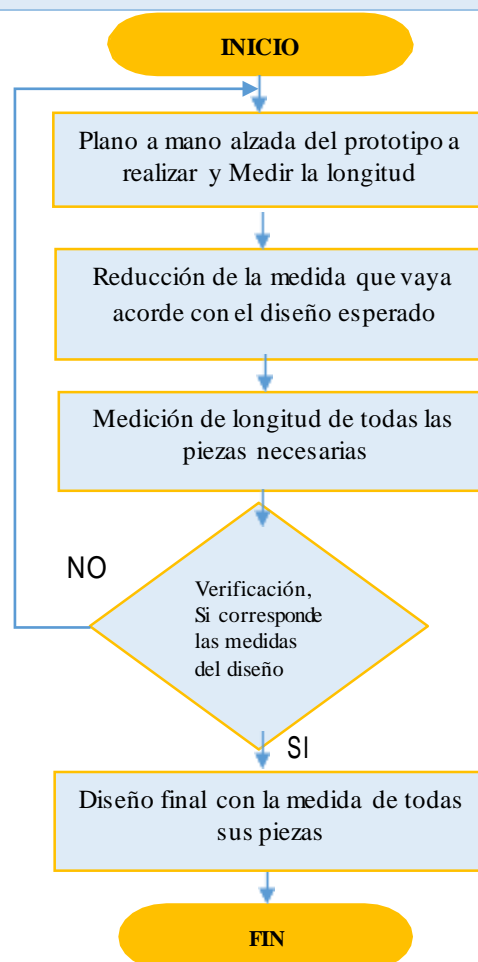 INICIO
Plano a mano alzada del prototipo a
realizar y Medir la longitud
Reducción de la medida que vaya
acorde con el diseño esperado
Medición de longitud de todas las
piezas necesarias
NO
Verificación,
Si corresponde
las medidas
del diseño
SI
Diseño final con la medida de todas
sus piezas
FIN